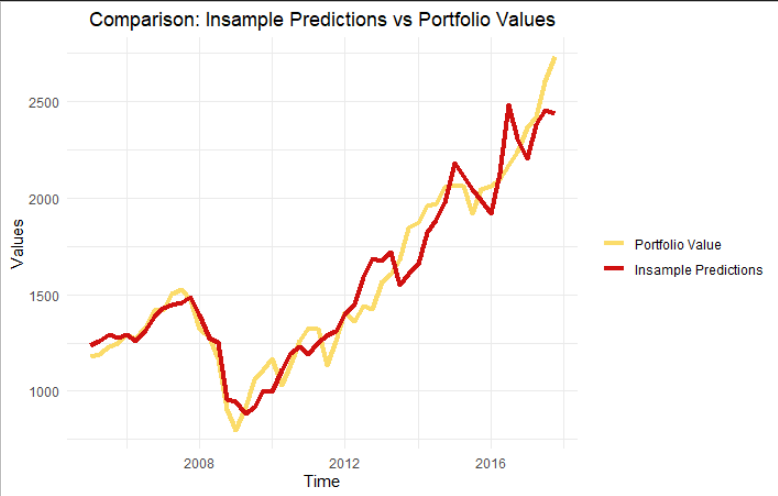 Comparison: Insample Predictions vs Portfolio Values
2500
2000
1500
1000
Values
2008
2012
2016
Time
Portfolio Value
Insample Predictions